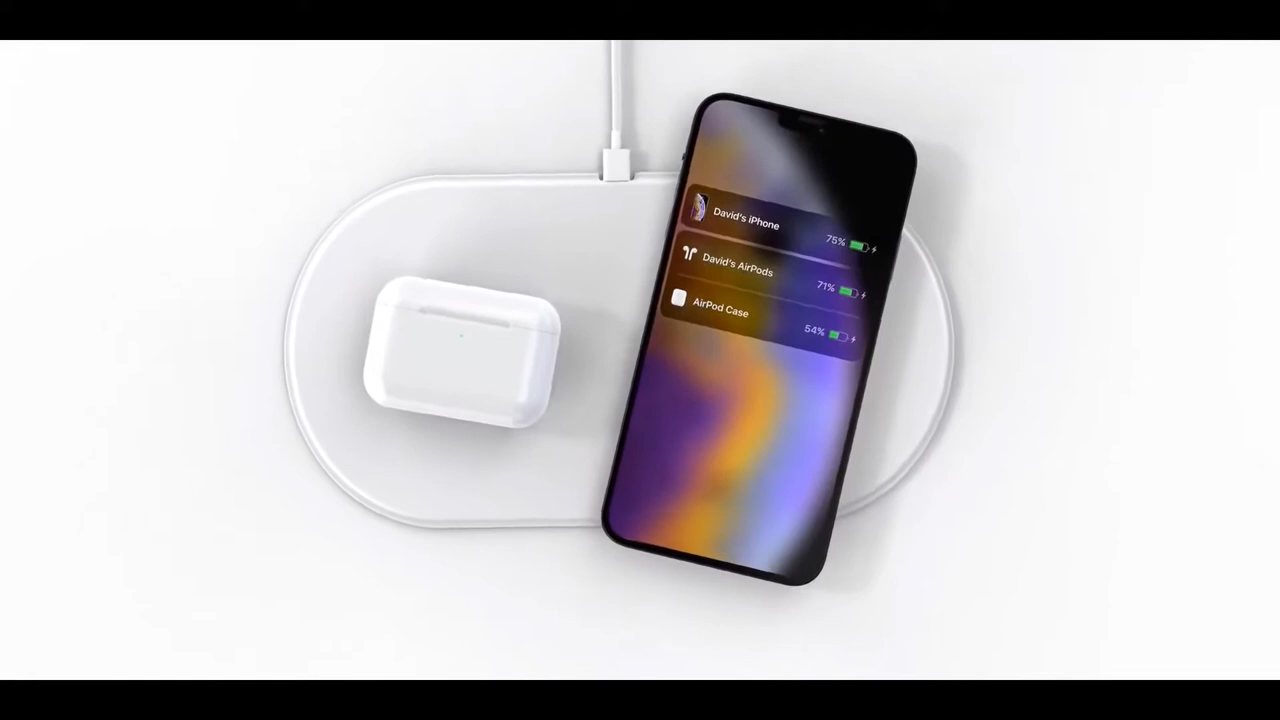 David's iPhone
75%
David's AirPods
71%
AirPod Case
54%